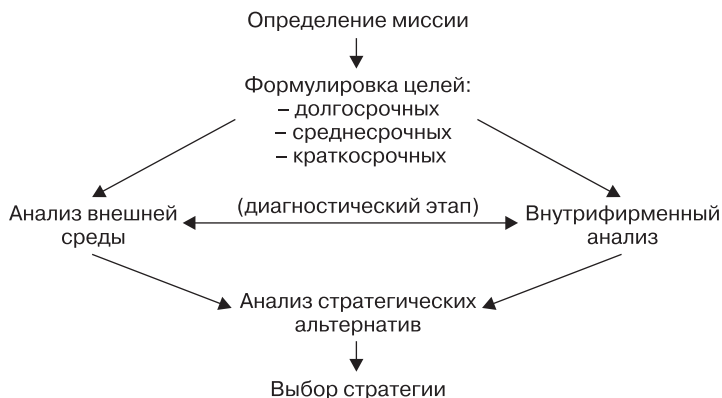 Определение миссии
Формулировка целей:
– долгосрочных
– среднесрочных
– краткосрочных
Анализ внешней
среды
(диагностический этап)
Внутрифирменный
анализ
Анализ стратегических
альтернатив
Выбор стратегии